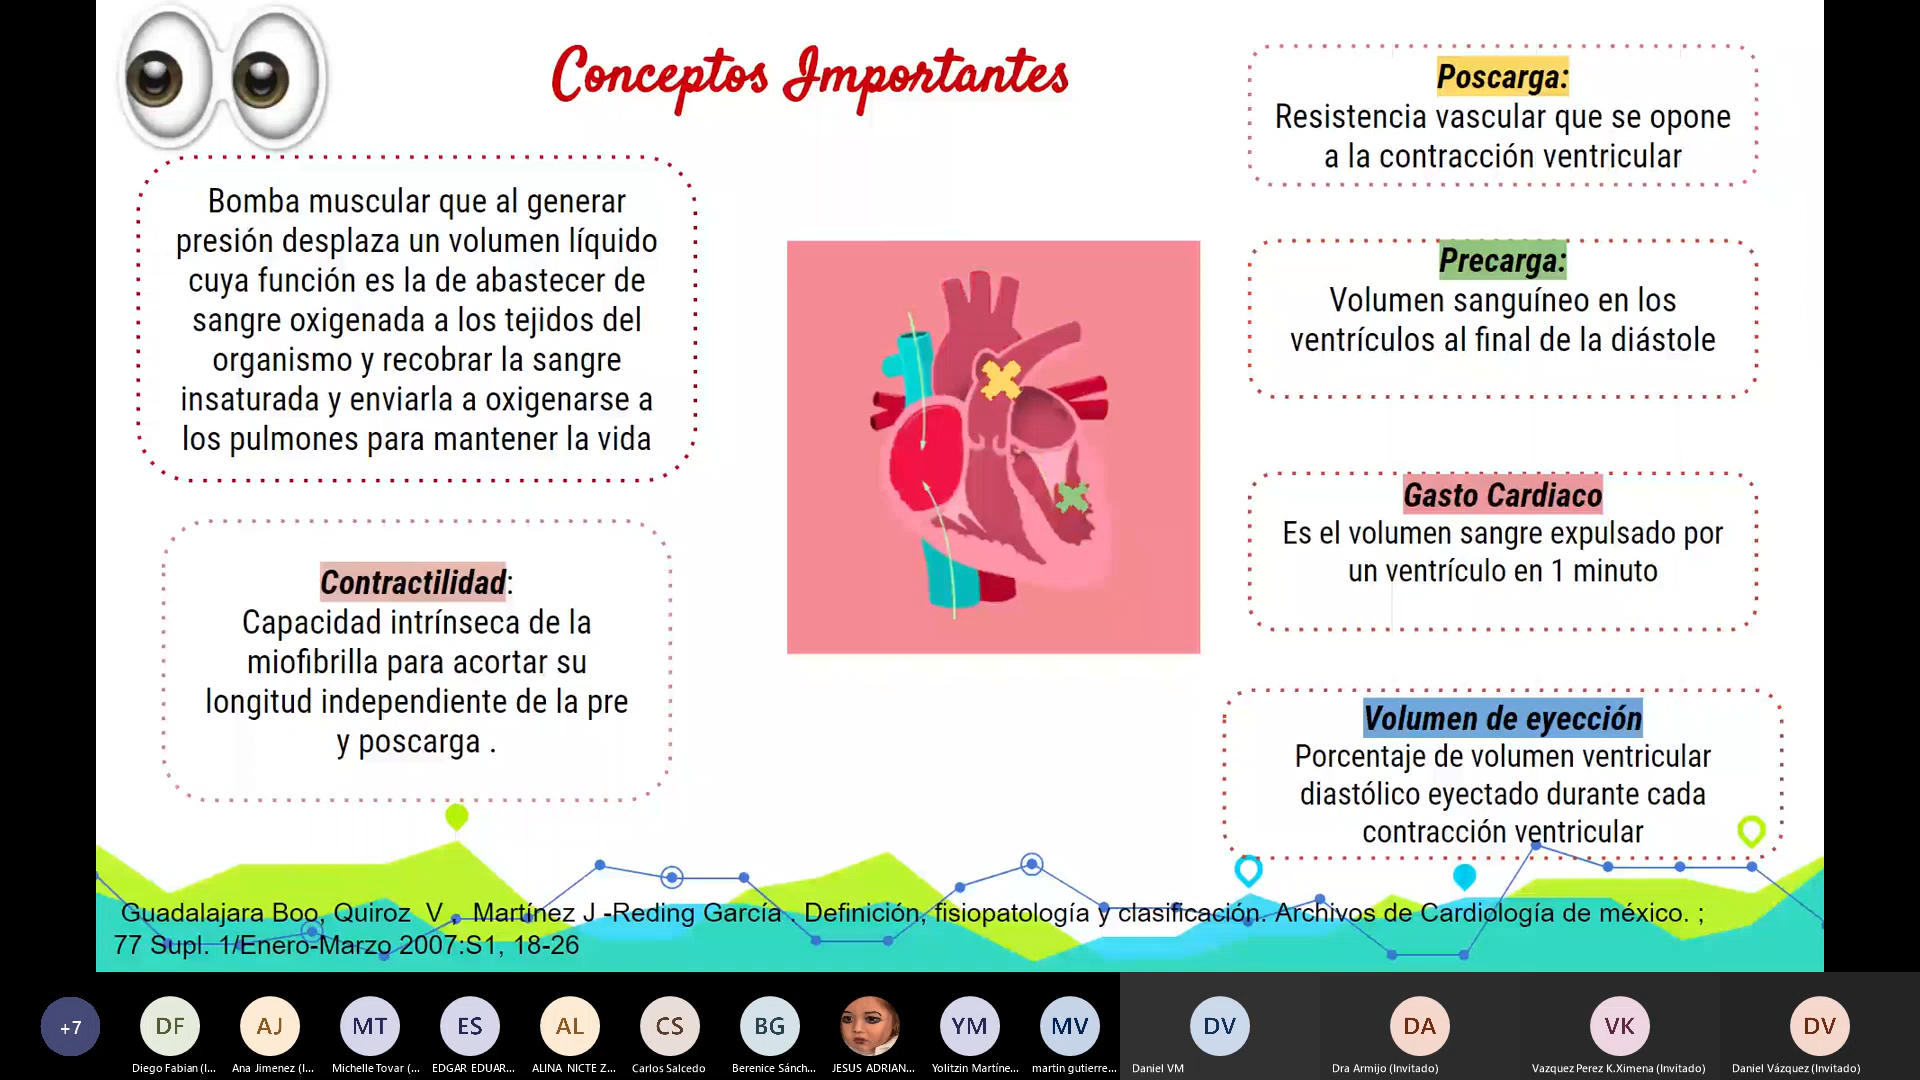 Conceptos Importantes
Bomba muscular que al generar
presión desplaza un volumen líquido
cuya función es la de abastecer de
sangre oxigenada a los tejidos del
organismo y recobrar la sangre
insaturada y enviarla a oxigenarse a
los pulmones para mantener la vida
Contractilidad:
Capacidad intrínseca de la
miofibrilla para acortar su
longitud independiente de la pre
y poscarga .
Poscarga:
Resistencia vascular que se opone
a la contracción ventricular
Precarga:
Volumen sanguíneo en los
ventrículos al final de la diástole
Gasto Cardiaco
Es el volumen sangre expulsado por
un ventrículo en 1 minuto
Volumen de eyección
Porcentaje de volumen ventricular
diastólico eyectado durante cada
contracción ventricular
Guadalajara Boo, Quiroz V , Martínez J -Reding García . Definición, fisiopatología y clasificación. Archivos de Cardiología de méxico. ;
77 Supl. 1/Enero-Marzo 2007:S1, 18-26
+7
DF
AJ
MT
ES
AL
CS
BG
YM
MV
DV
DA
VK
DV
Diego Fabian (I...
Ana Jimenez (I...
Michelle Tovar (...
EDGAR EDUAR...
ALINA NICTE Z...
Carlos Salcedo
Berenice Sánch...
JESUS ADRIAN...
Yolitzin Martíne...
martin gutierre...
Daniel VM
Dra Armijo (Invitado)
Vazquez Perez K.Ximena (Invitado)
Daniel Vázquez (Invitado)